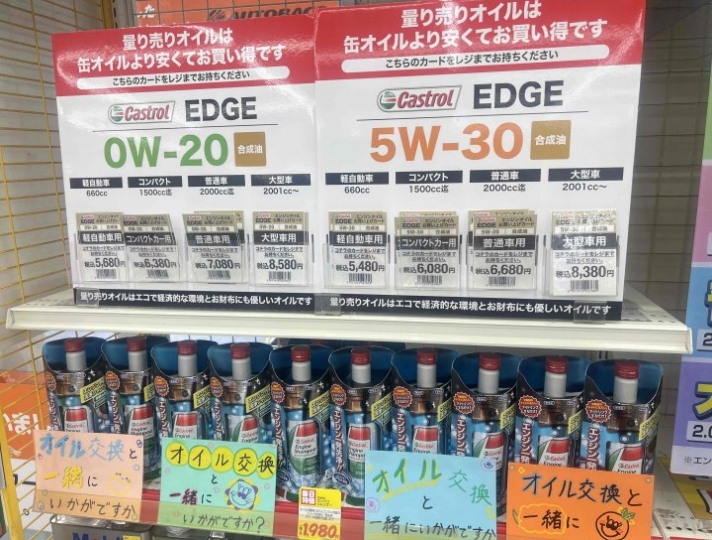 AUTOBACS
量り売りオイルは
缶オイルより安くてお買い得です
こちらのカードをレジまでお持ちください
Castrol EDGE
0W-20 合成油
軽自動車 コンパクト 普通車 大型車
660cc 1500cc迄 2000cc迄 2001cc〜
軽自動車用 コンパクトカー用 普通車用 大型車用
税込5,680円 税込6,380円 税込7,080円 税込8,580円
量り売りオイルはエコで経済的な環境とお財布にも優しいオイルです
量り売りオイルは
缶オイルより安くてお買い得です
こちらのカードをレジまでお持ちください
Castrol EDGE
5W-30 合成油
軽自動車 コンパクト 普通車 大型車
660cc 1500cc迄 2000cc迄 2001cc〜
軽自動車用 コンパクトカー用 普通車用 大型車用
税込5,480円 税込6,080円 税込6,680円 税込8,380円
量り売りオイルはエコで経済的な環境とお財布にも優しいオイルです
オイル交換と
一緒に
いかがですか
オイル交換
と
一緒に
いかがですか?
1,980
オイル交換
と
一緒にいかがですか
オイル交換と
一緒に